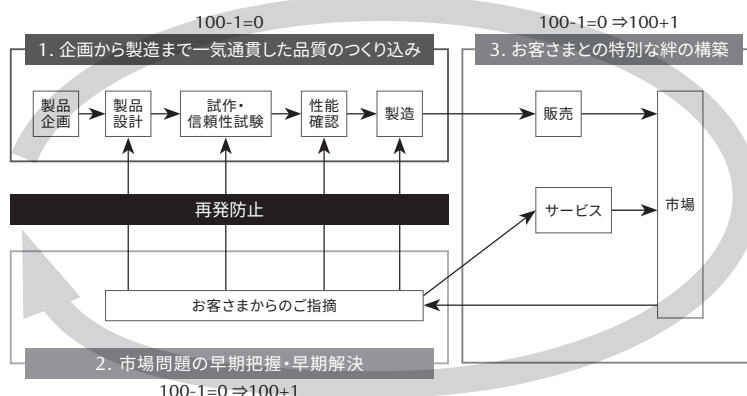 100-1=0
100-1=0 ⇒100+1
1. 企画から製造まで一気通貫した品質のつくり込み
3. お客さまとの特別な絆の構築
製品
企画
製品
設計
試作・
信頼性試験
性能
確認
製造
販売
市場
サービス
再発防止
お客さまからのご指摘
2. 市場問題の早期把握・早期解決
100-1=0 ⇒100+1